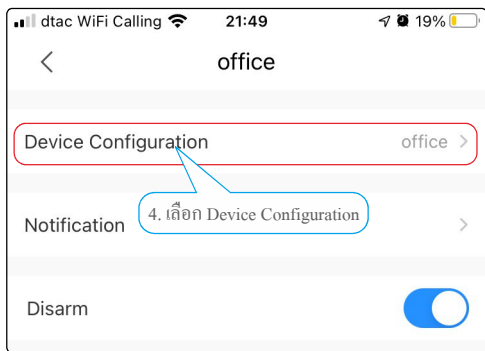 dtac WiFi Calling 21:49 19%
office
Device Configuration office
4. เลือก Device Configuration
Notification
Disarm